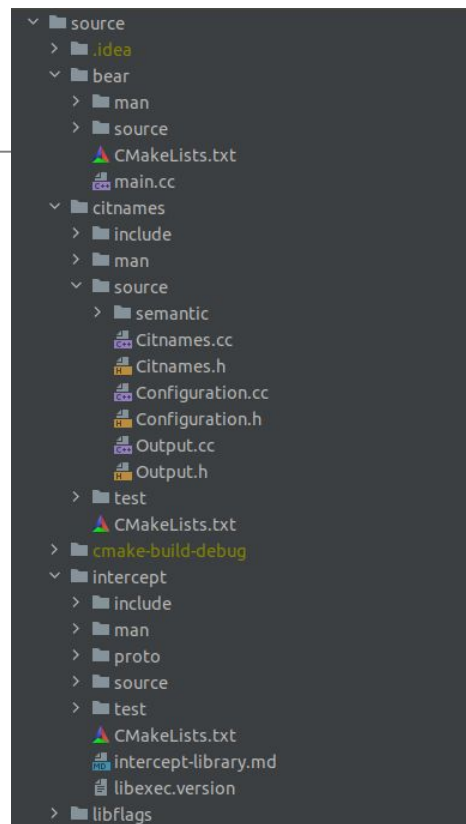 source
.idea
bear
man
source
CMakeLists.txt
main.cc
citnames
include
man
source
semantic
Citnames.cc
Citnames.h
Configuration.cc
Configuration.h
Output.cc
Output.h
test
CMakeLists.txt
cmake-build-debug
intercept
include
man
proto
source
test
CMakeLists.txt
intercept-library.md
libexec.version
libflags